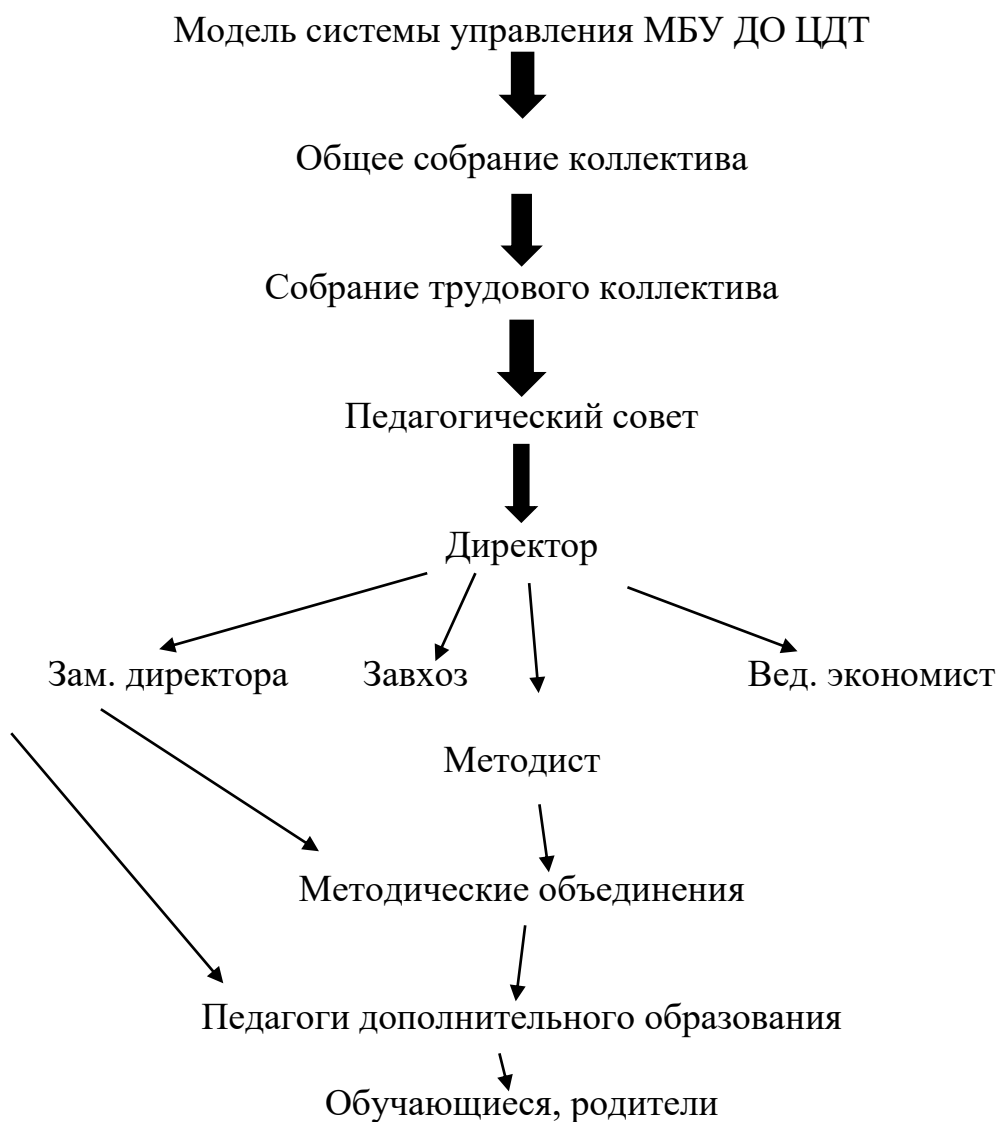 Модель системы управления МБУ ДО ЦДТ
Общее собрание коллектива
Собрание трудового коллектива
Педагогический совет
Директор
Зам. директора Завхоз Вед. экономист
Методист
Методические объединения
Педагоги дополнительного образования
Обучающиеся, родители